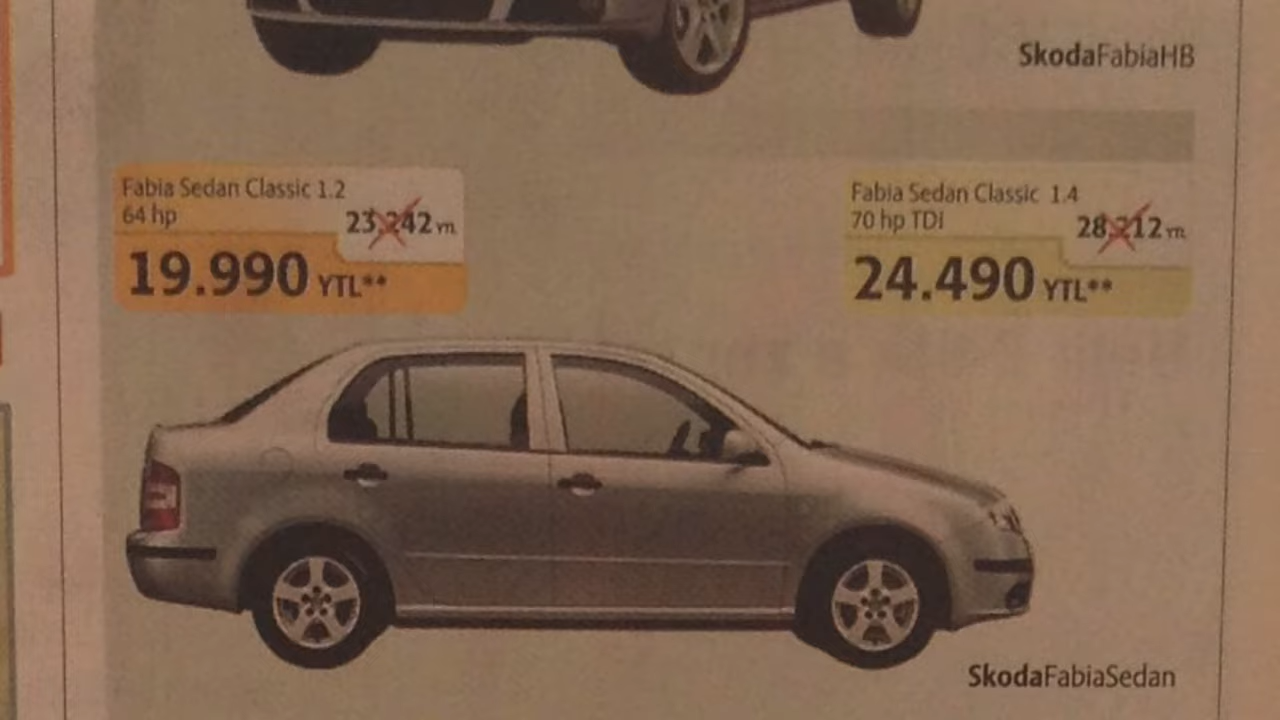 SkodaFabiaHB
Fabia Sedan Classic 1.2
64 hp
23.242 YTL
19.990 YTL**
Fabia Sedan Classic 1.4
70 hp TDi
28.212 YTL
24.490 YTL**
SkodaFabiaSedan